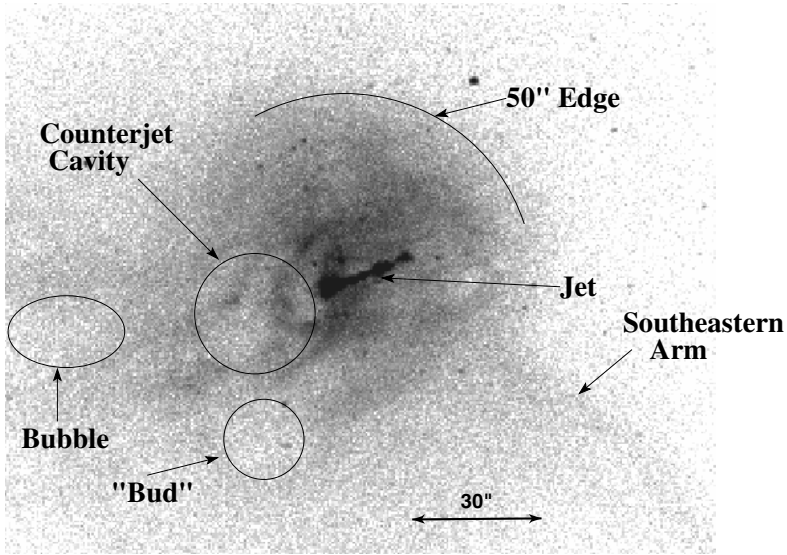 50" Edge
Counterjet
Cavity
Jet
Southeastern
Arm
Bubble
"Bud"
30"